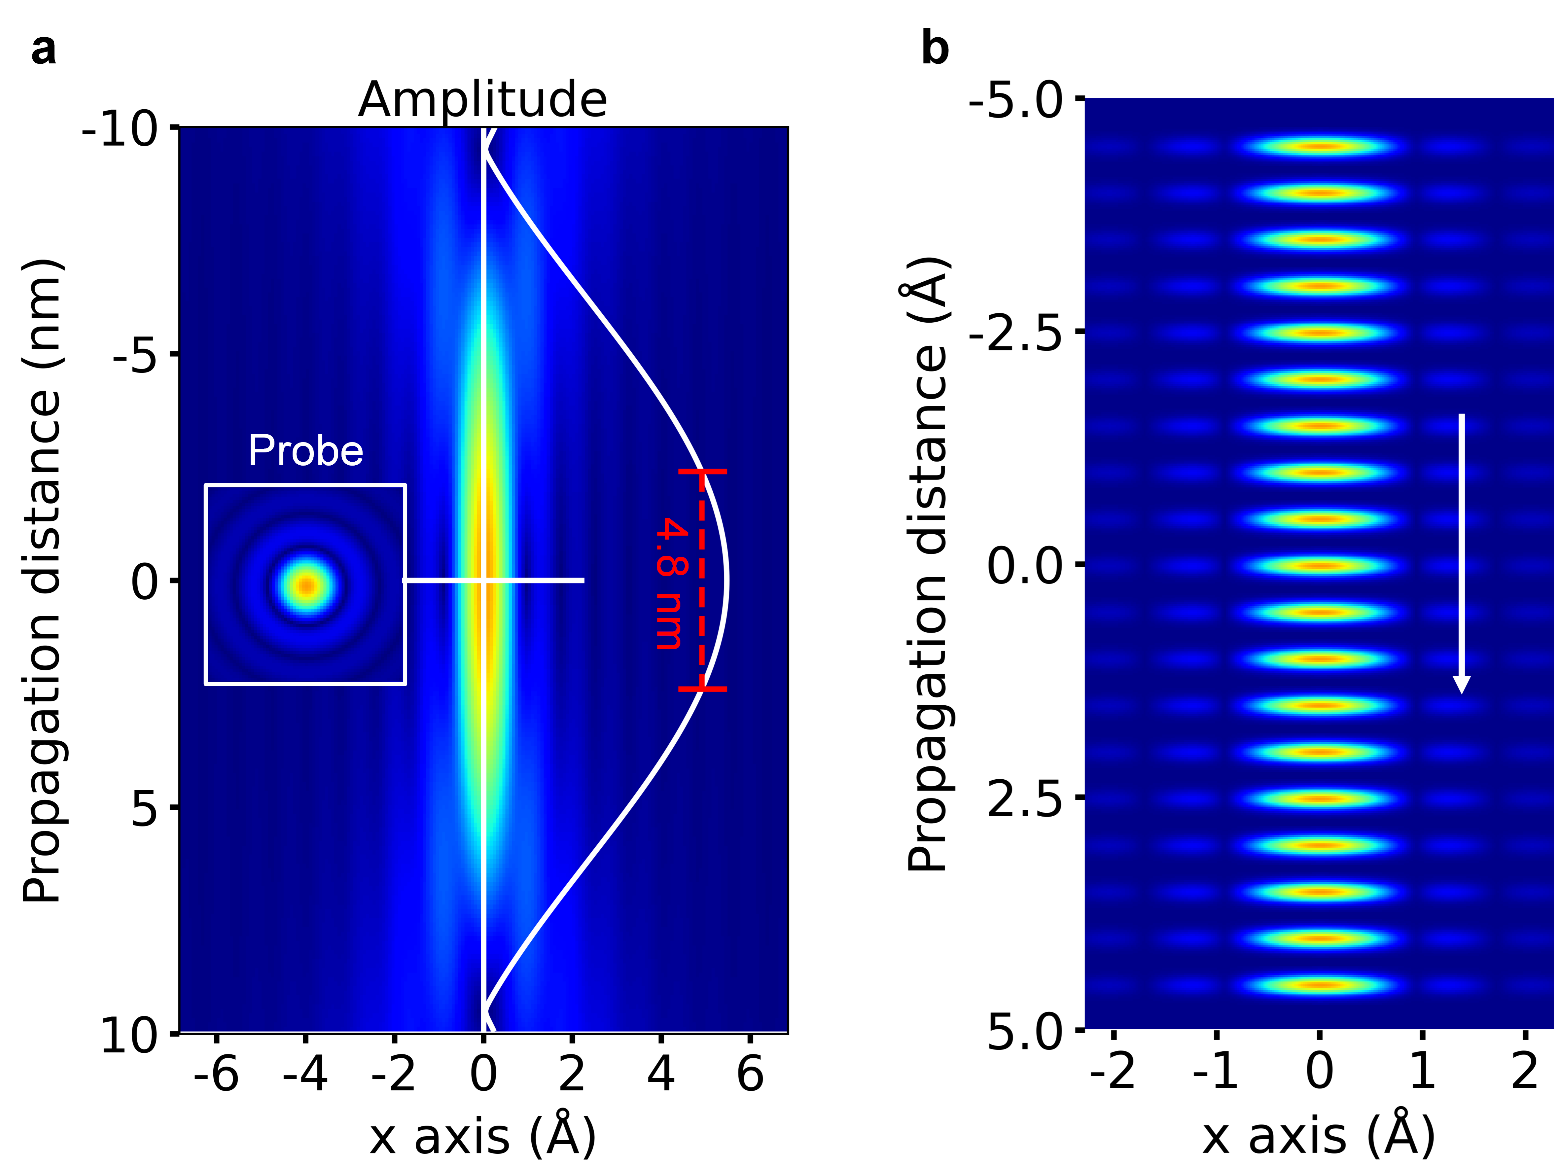 a
Amplitude
Propagation distance (nm)
-10
-5
0
5
10
Probe
4.8 nm
-6 -4 -2 0 2 4 6
x axis (Å)
b
Propagation distance (Å)
-5.0
-2.5
0.0
2.5
5.0
-2 -1 0 1 2
x axis (Å)